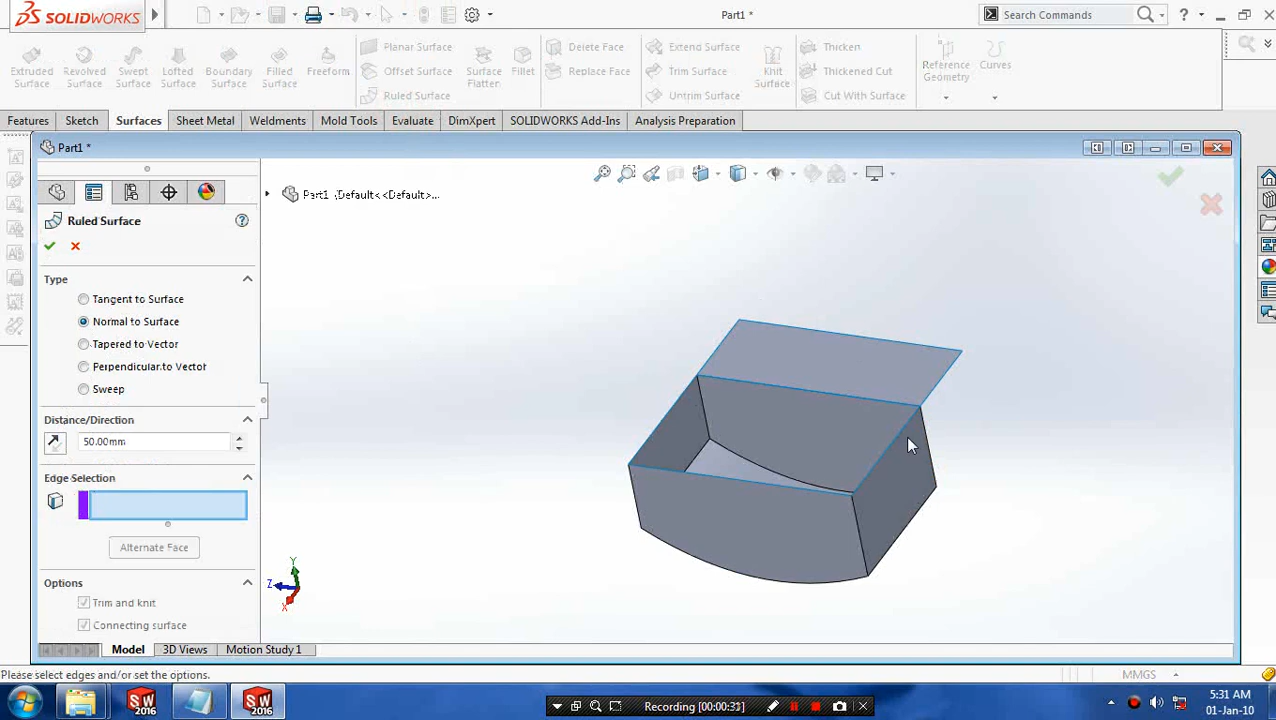 SOLIDWORKS
Part1 *
Search Commands
?
Extruded Surface
Revolved Surface
Swept Surface
Lofted Surface
Boundary Surface
Filled Surface
Freeform
Planar Surface
Offset Surface
Ruled Surface
Surface Flatten
Fillet
Delete Face
Replace Face
Extend Surface
Trim Surface
Untrim Surface
Knit Surface
Thicken
Thickened Cut
Cut With Surface
Reference Geometry
Curves
Features
Sketch
Surfaces
Sheet Metal
Weldments
Mold Tools
Evaluate
DimXpert
SOLIDWORKS Add-Ins
Analysis Preparation
Part1 *
Part1 (Default<<Default>...
Ruled Surface
?
Type
Tangent to Surface
Normal to Surface
Tapered to Vector
Perpendicular to Vector
Sweep
Distance/Direction
50.00mm
Edge Selection
Alternate Face
Options
Trim and knit
Connecting surface
Y
Z
X
Model
3D Views
Motion Study 1
Please select edges and/or set the options.
MMGS
SW 2016
SW 2016
Recording [00:00:31]
5:31 AM
01-Jan-10